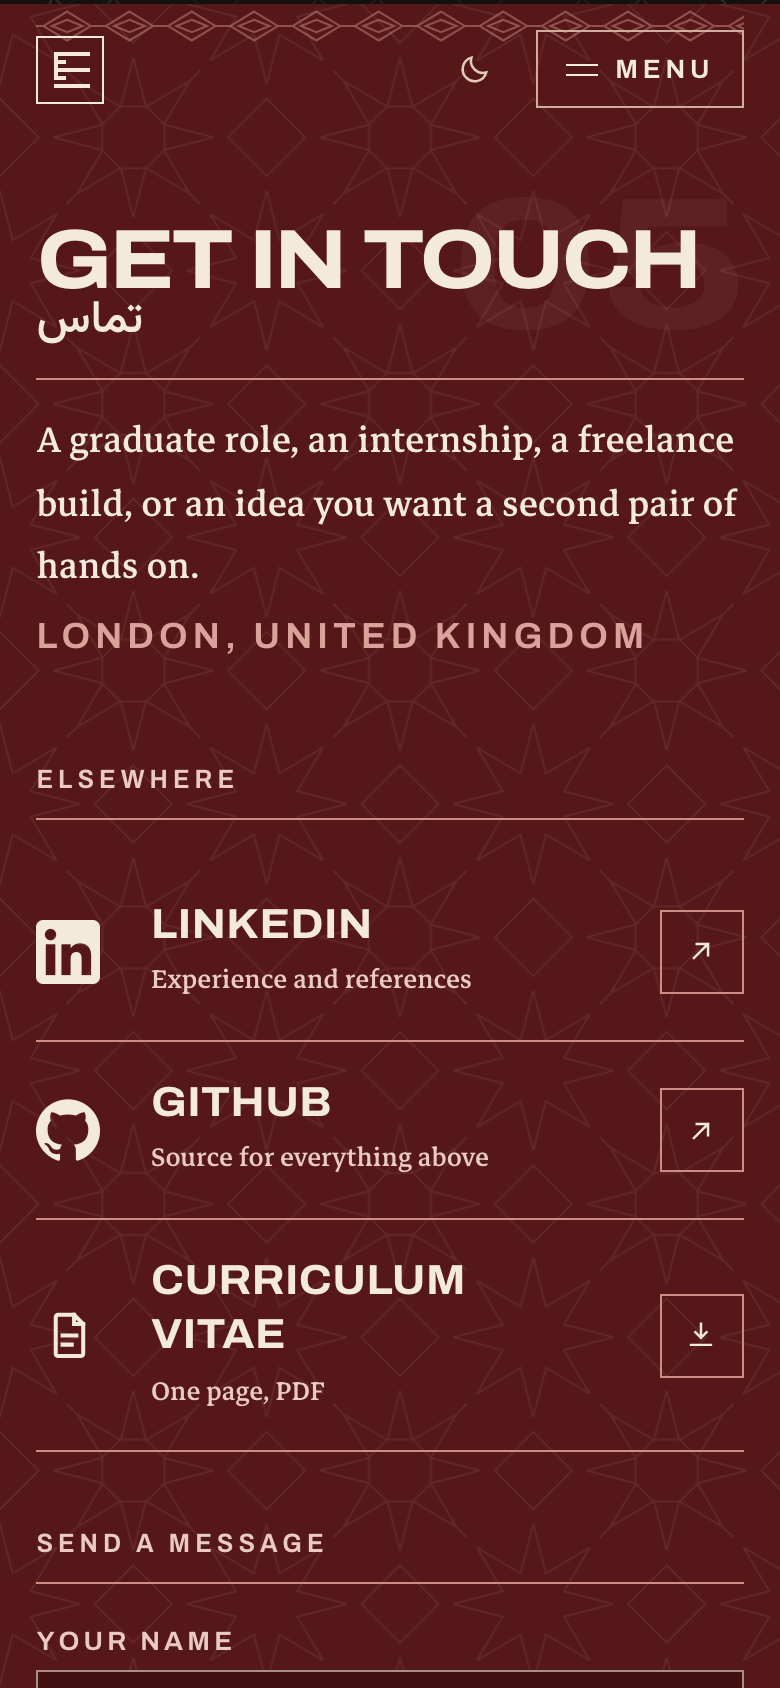 MENU
05
GET IN TOUCH
تماس
A graduate role, an internship, a freelance
build, or an idea you want a second pair of
hands on.
LONDON, UNITED KINGDOM
ELSEWHERE
in
LINKEDIN
Experience and references
GITHUB
Source for everything above
CURRICULUM
VITAE
One page, PDF
SEND A MESSAGE
YOUR NAME